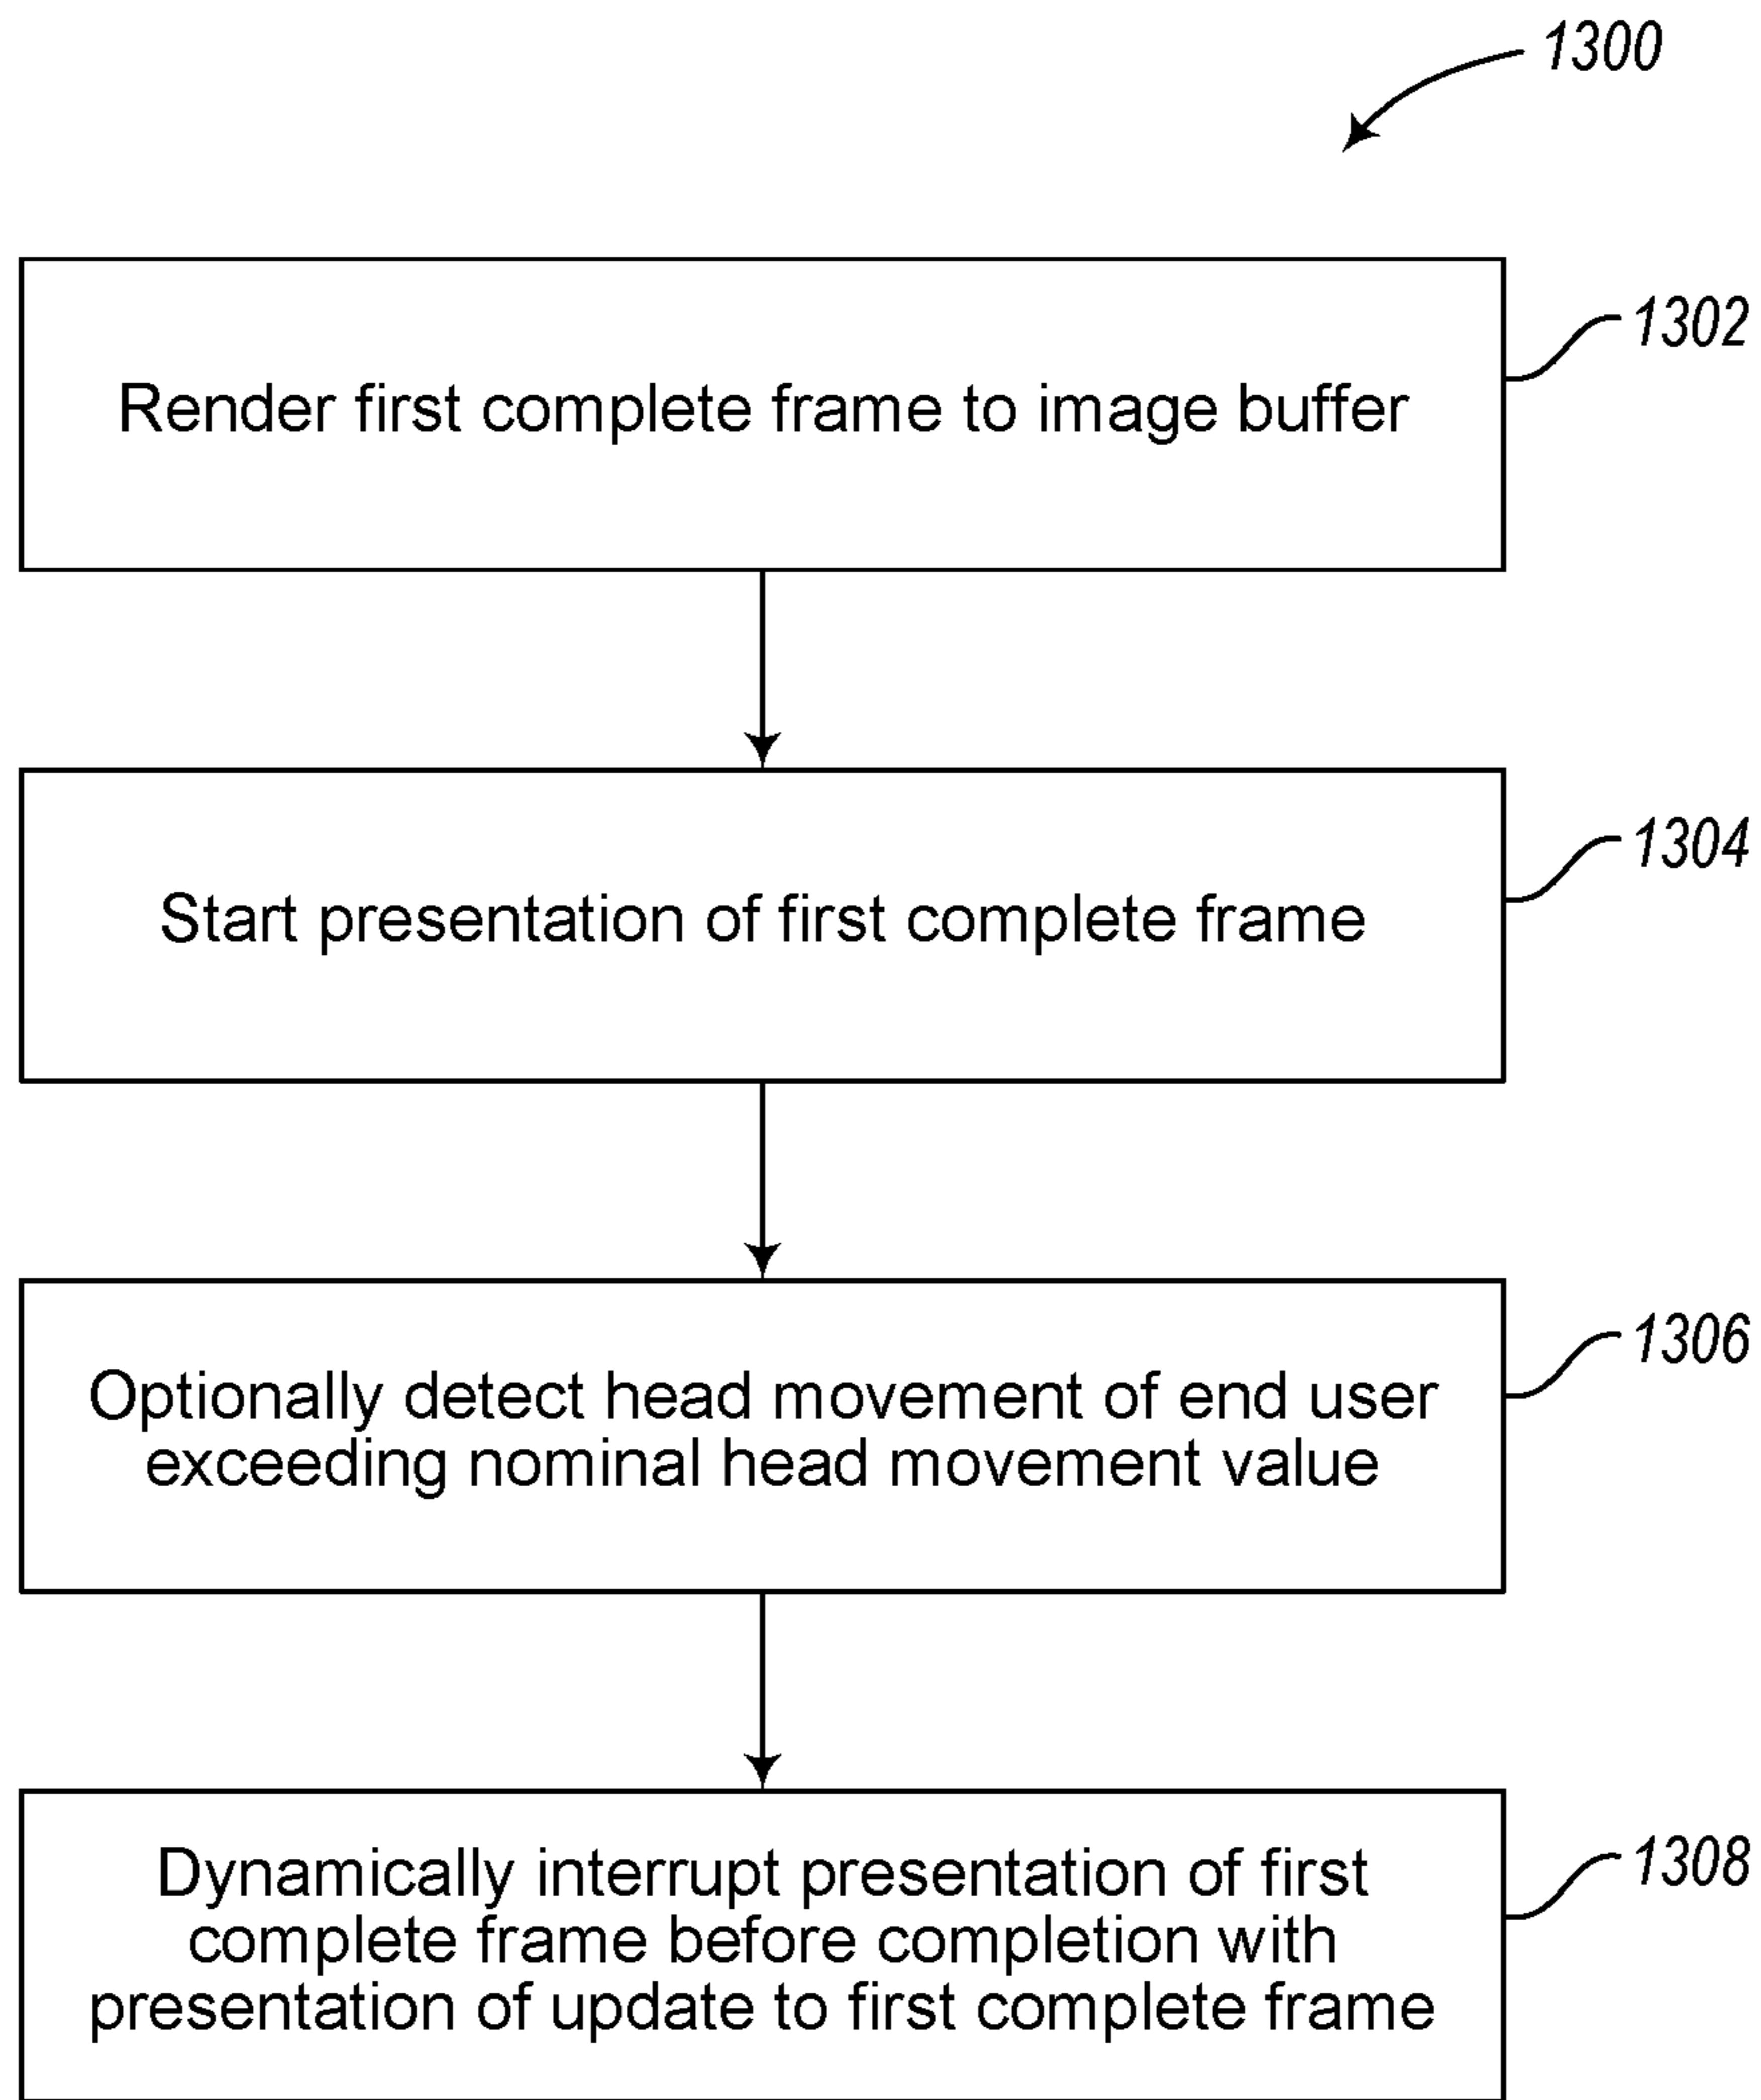 1300
Render first complete frame to image buffer
1302
Start presentation of first complete frame
1304
Optionally detect head movement of end user
exceeding nominal head movement value
1306
Dynamically interrupt presentation of first
complete frame before completion with
presentation of update to first complete frame
1308